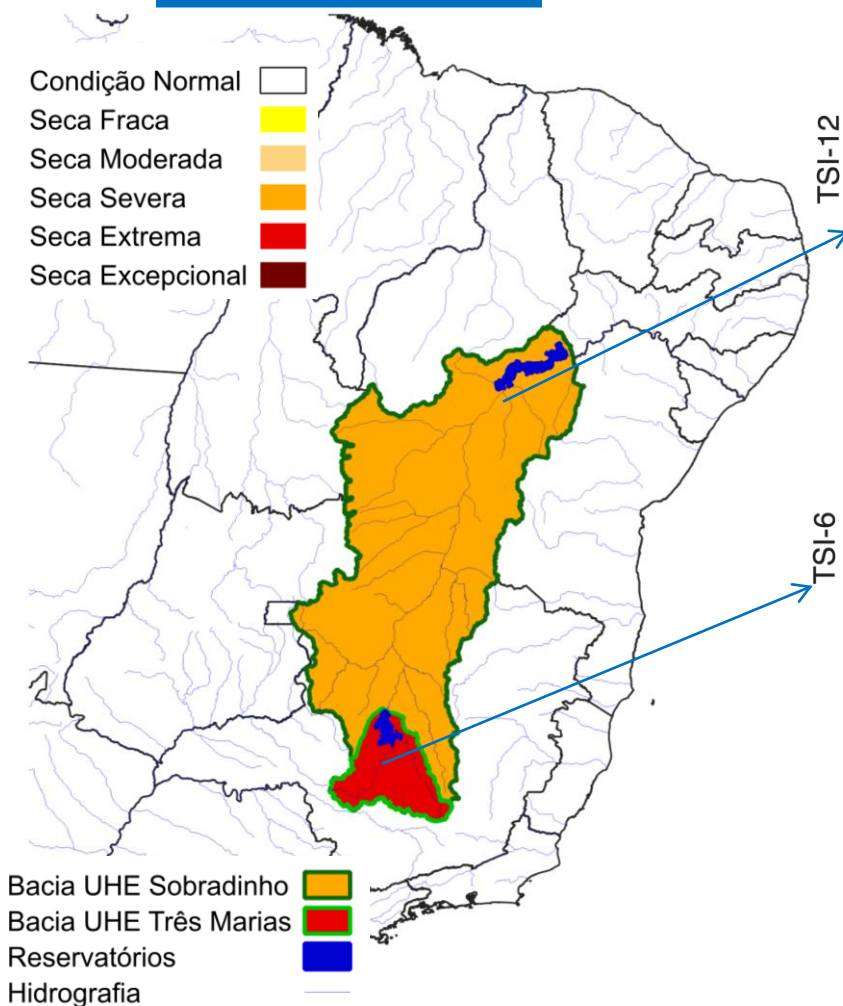 Condição Normal
Seca Fraca
Seca Moderada
Seca Severa
Seca Extrema
Seca Excepcional
TSI-12
TSI-6
Bacia UHE Sobradinho
Bacia UHE Três Marias
Reservatórios
Hidrografia